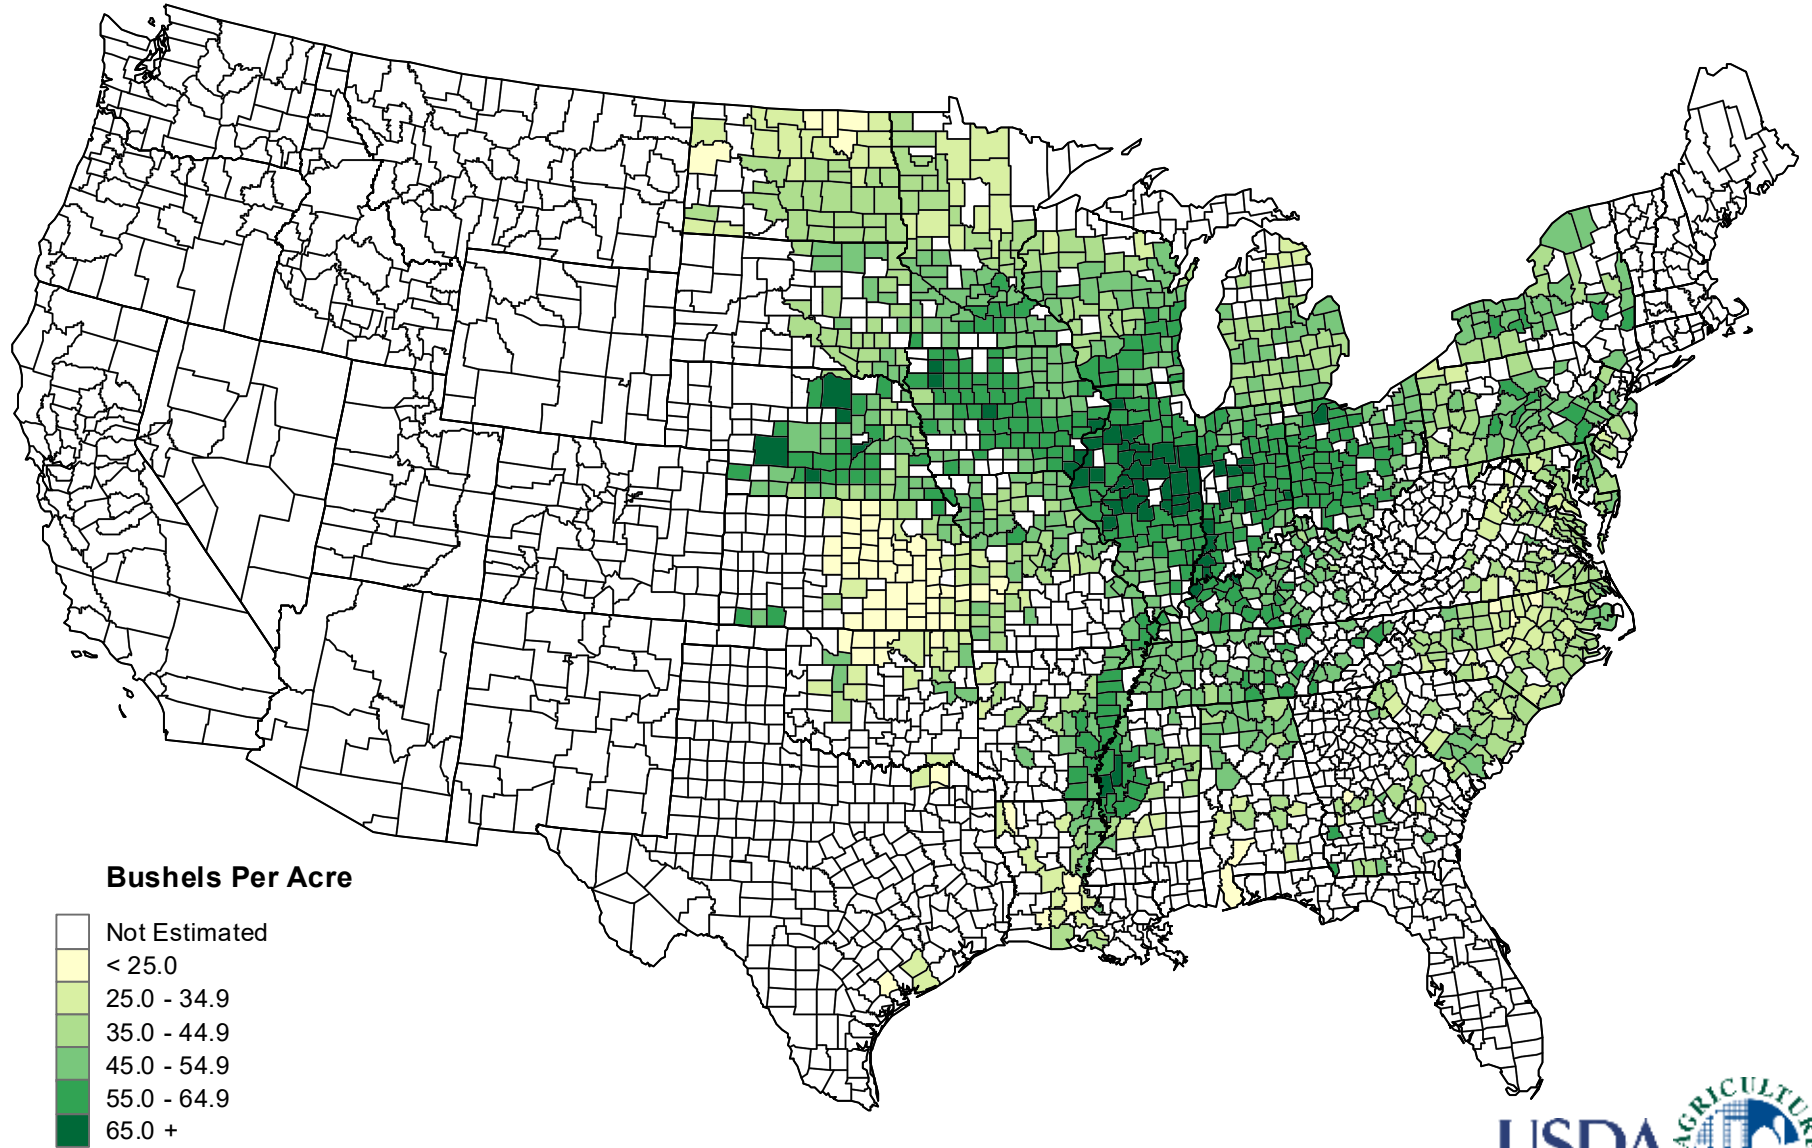 Bushels Per Acre
Not Estimated
< 25.0
25.0 - 34.9
35.0 - 44.9
45.0 - 54.9
55.0 - 64.9
65.0 +
USDA